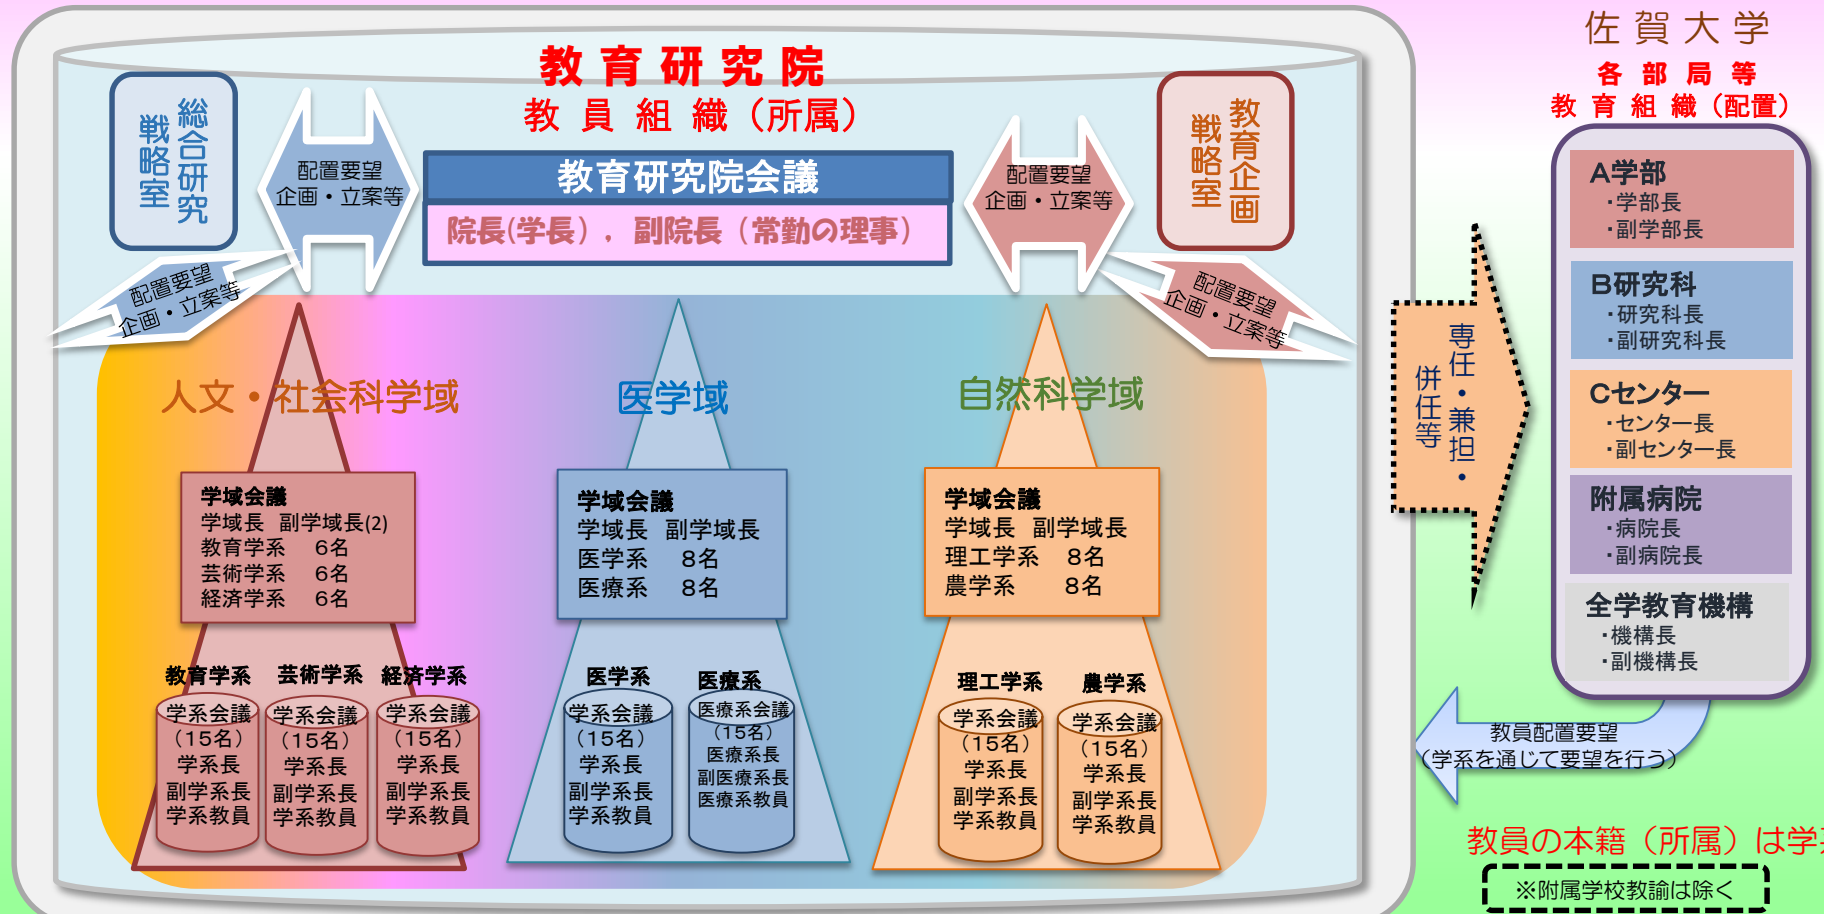 教育研究院
教員組織（所属）
総合研究
戦略室
配置要望
企画・立案等
教育研究院会議
院長(学長），副院長（常勤の理事）
配置要望
企画・立案等
教育企画
戦略室
配置要望
企画・立案等
配置要望
企画・立案等
人文・社会科学域
学域会議
学域長　副学域長(2)
教育学系　６名
芸術学系　６名
経済学系　６名
教育学系
学系会議
（１５名）
学系長
副学系長
学系教員
芸術学系
学系会議
（１５名）
学系長
副学系長
学系教員
経済学系
学系会議
（１５名）
学系長
副学系長
学系教員
医学域
学域会議
学域長　副学域長
医学系　８名
医療系　８名
医学系
学系会議
（１５名）
学系長
副学系長
学系教員
医療系
医療系会議
（１５名）
医療系長
副医療系長
医療系教員
自然科学域
学域会議
学域長　副学域長
理工学系　８名
農学系　８名
理工学系
学系会議
（１５名）
学系長
副学系長
学系教員
農学系
学系会議
（１５名）
学系長
副学系長
学系教員
専任・兼担・
併任等
佐賀大学
各部局等
教育組織（配置）
Ａ学部
・学部長
・副学部長
Ｂ研究科
・研究科長
・副研究科長
Ｃセンター
・センター長
・副センター長
附属病院
・病院長
・副病院長
全学教育機構
・機構長
・副機構長
教員配置要望
（学系を通じて要望を行う）
教員の本籍（所属）は学
※附属学校教諭は除く